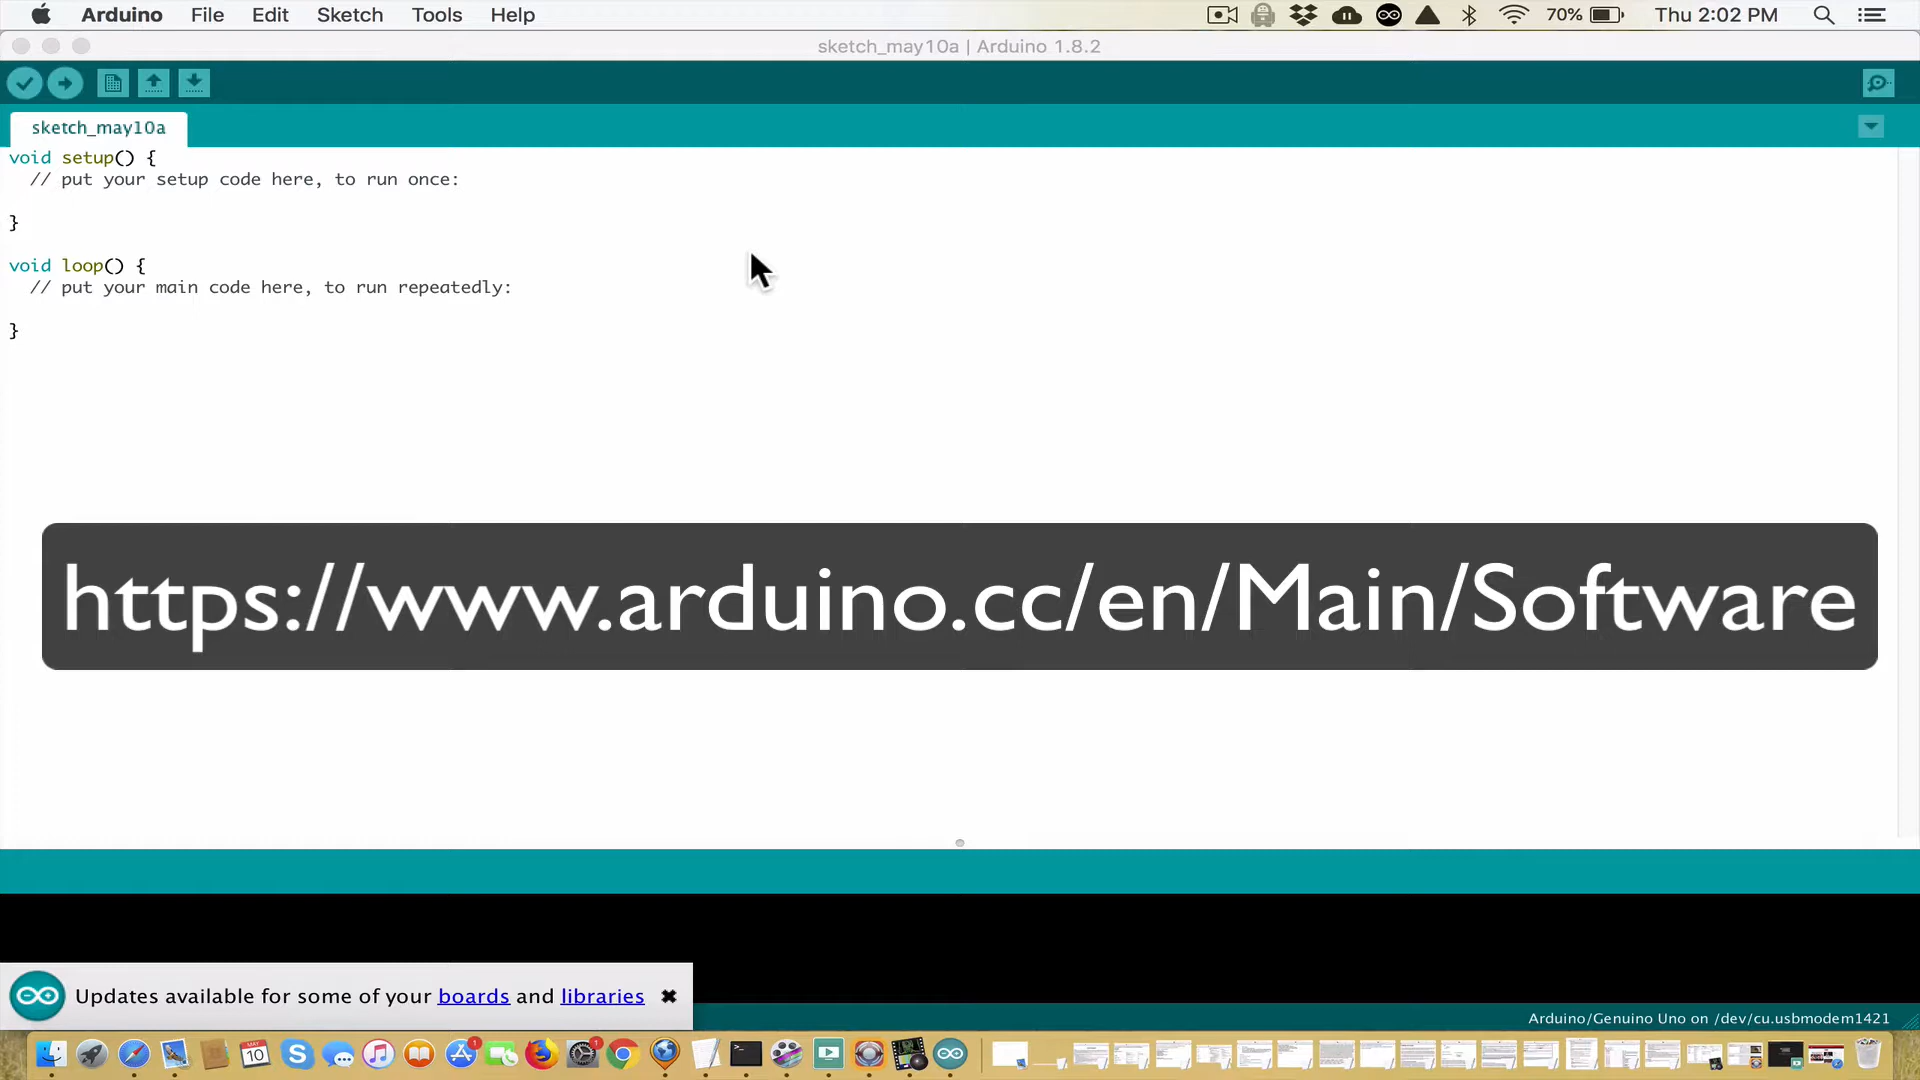 Arduino File Edit Sketch Tools Help 70% Thu 2:02 PM
sketch_may10a | Arduino 1.8.2
sketch_may10a
void setup() {
  // put your setup code here, to run once:
}
void loop() {
  // put your main code here, to run repeatedly:
}
https://www.arduino.cc/en/Main/Software
Updates available for some of your boards and libraries
Arduino/Genuino Uno on /dev/cu.usbmodem1421
MAY
10